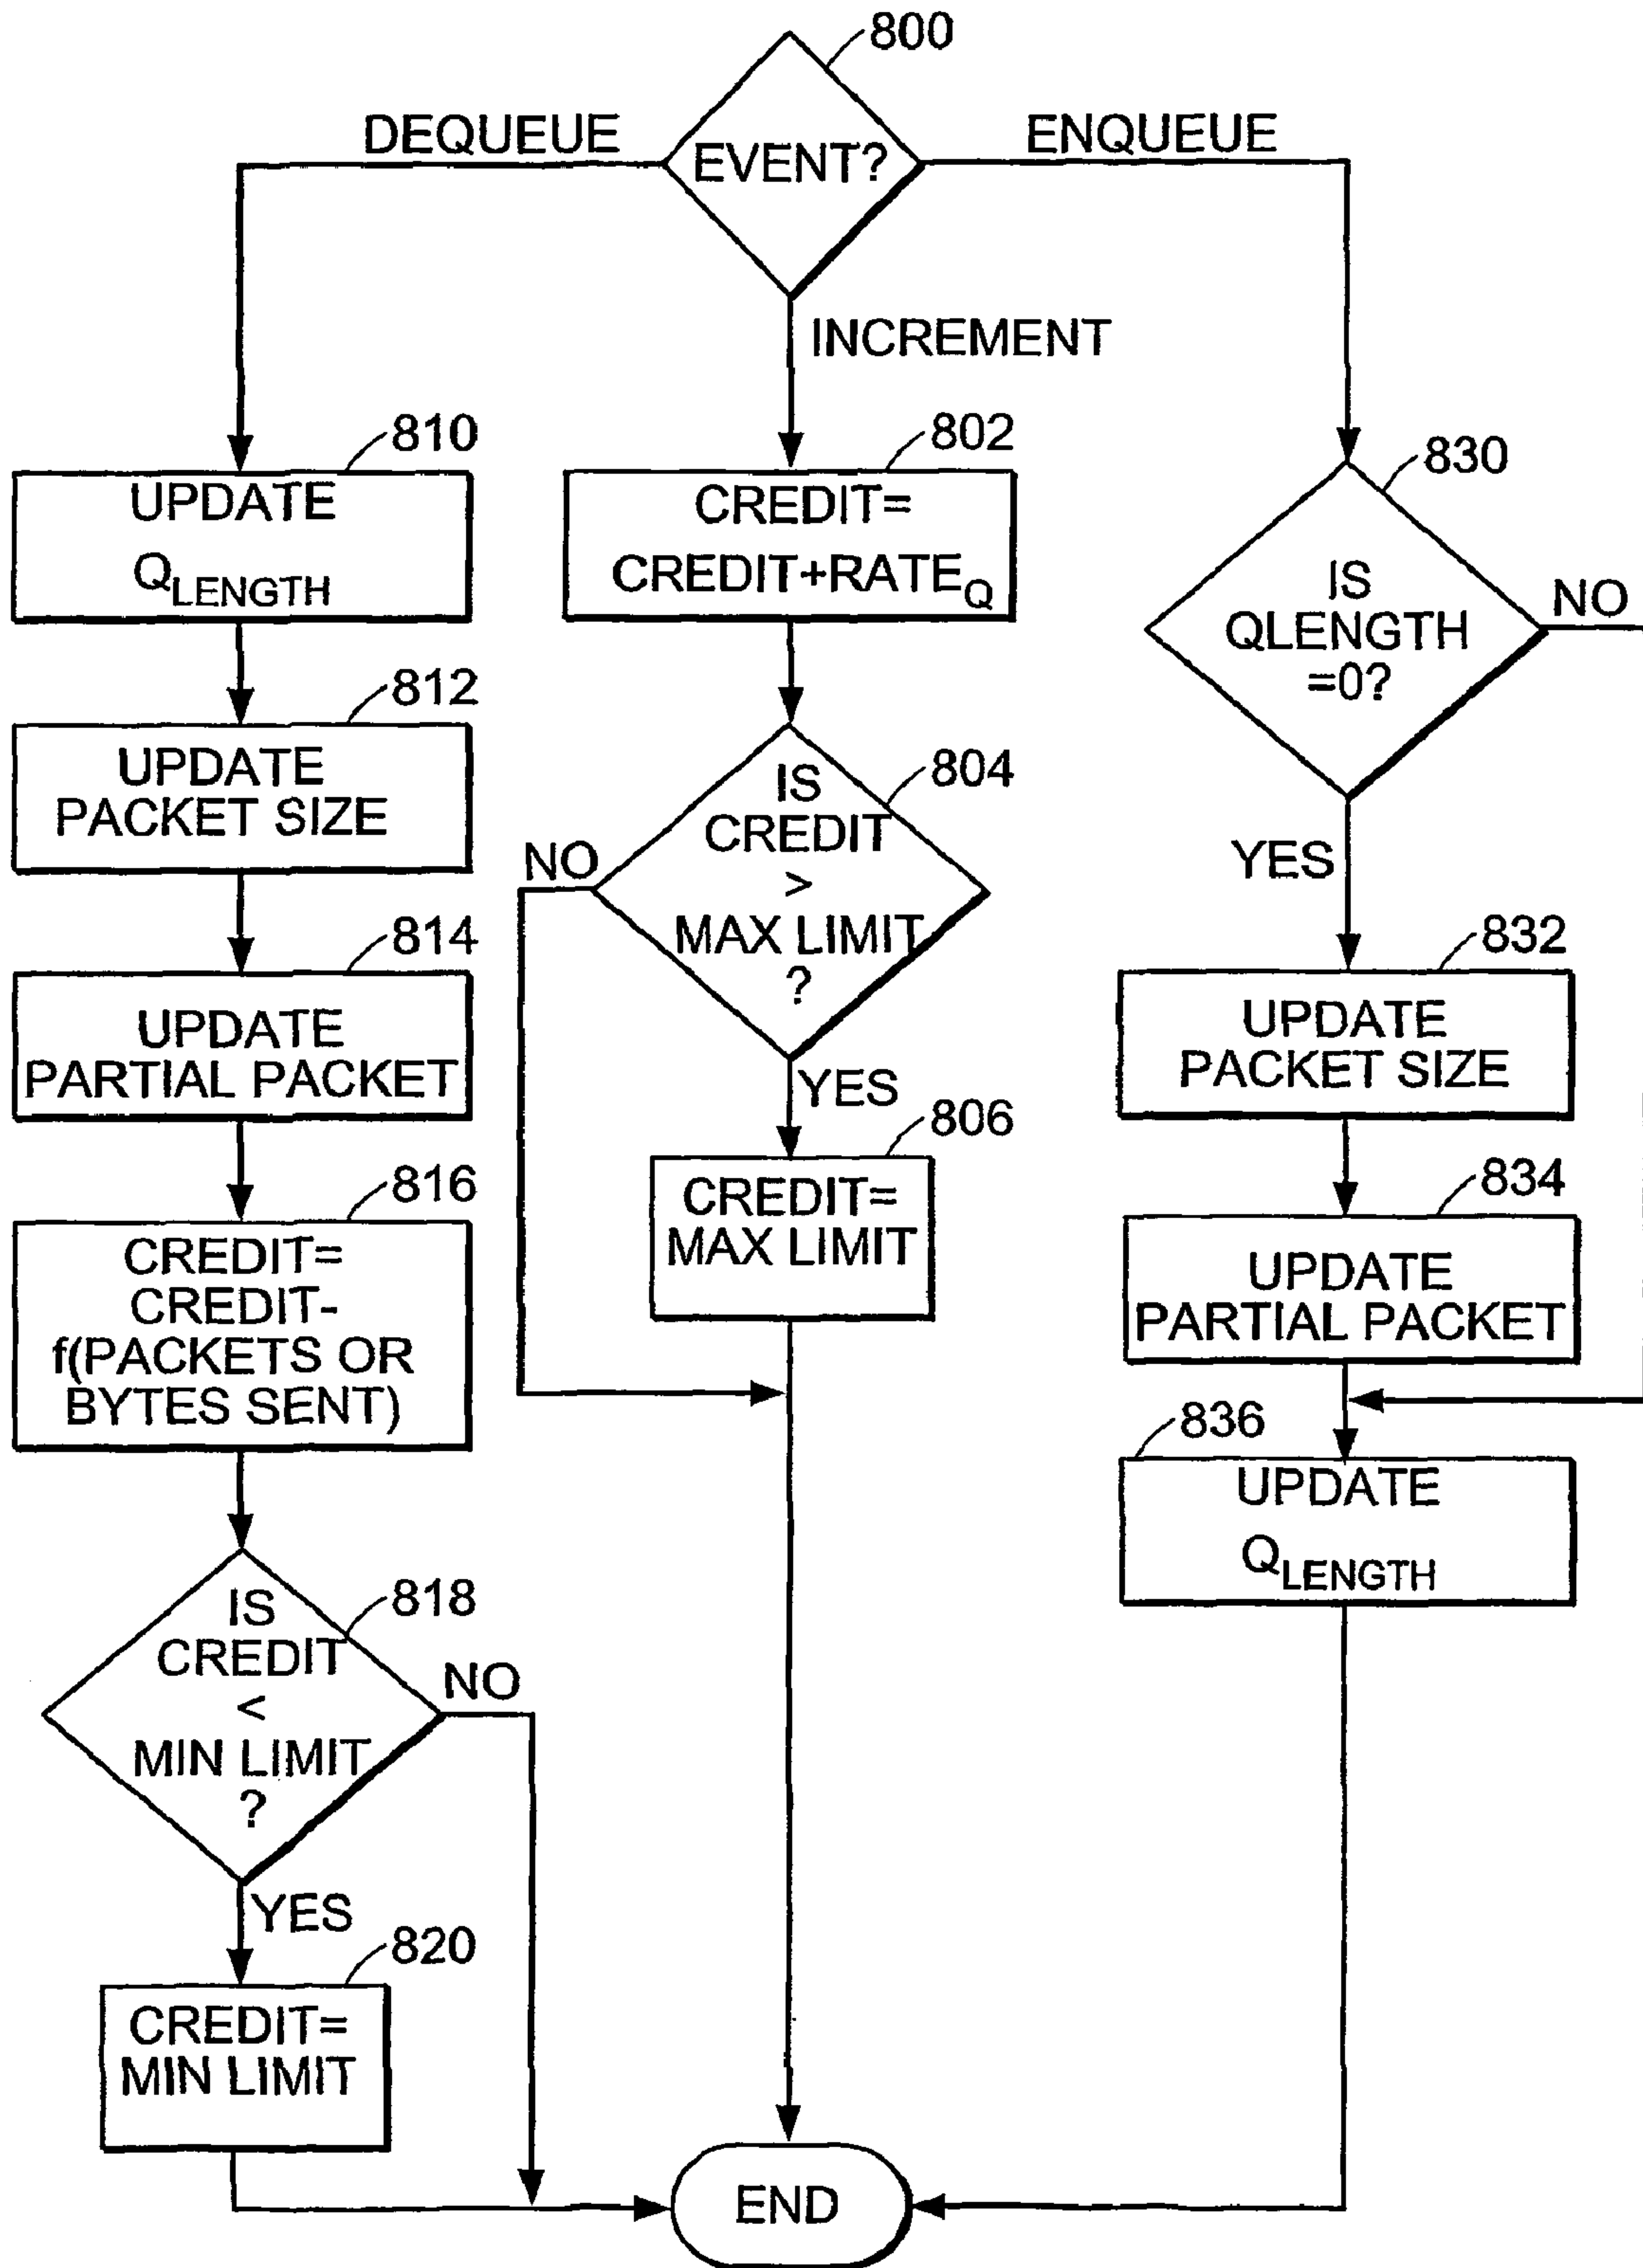 800
EVENT?
DEQUEUE
ENQUEUE
INCREMENT
810
UPDATE
QLENGTH
812
UPDATE
PACKET SIZE
814
UPDATE
PARTIAL PACKET
816
CREDIT=
CREDIT-
f(PACKETS OR
BYTES SENT)
818
IS
CREDIT
<
MIN LIMIT
?
NO
YES
820
CREDIT=
MIN LIMIT
802
CREDIT=
CREDIT+RATEQ
804
IS
CREDIT
>
MAX LIMIT
?
NO
YES
806
CREDIT=
MAX LIMIT
830
IS
QLENGTH
=0?
NO
YES
832
UPDATE
PACKET SIZE
834
UPDATE
PARTIAL PACKET
836
UPDATE
QLENGTH
END